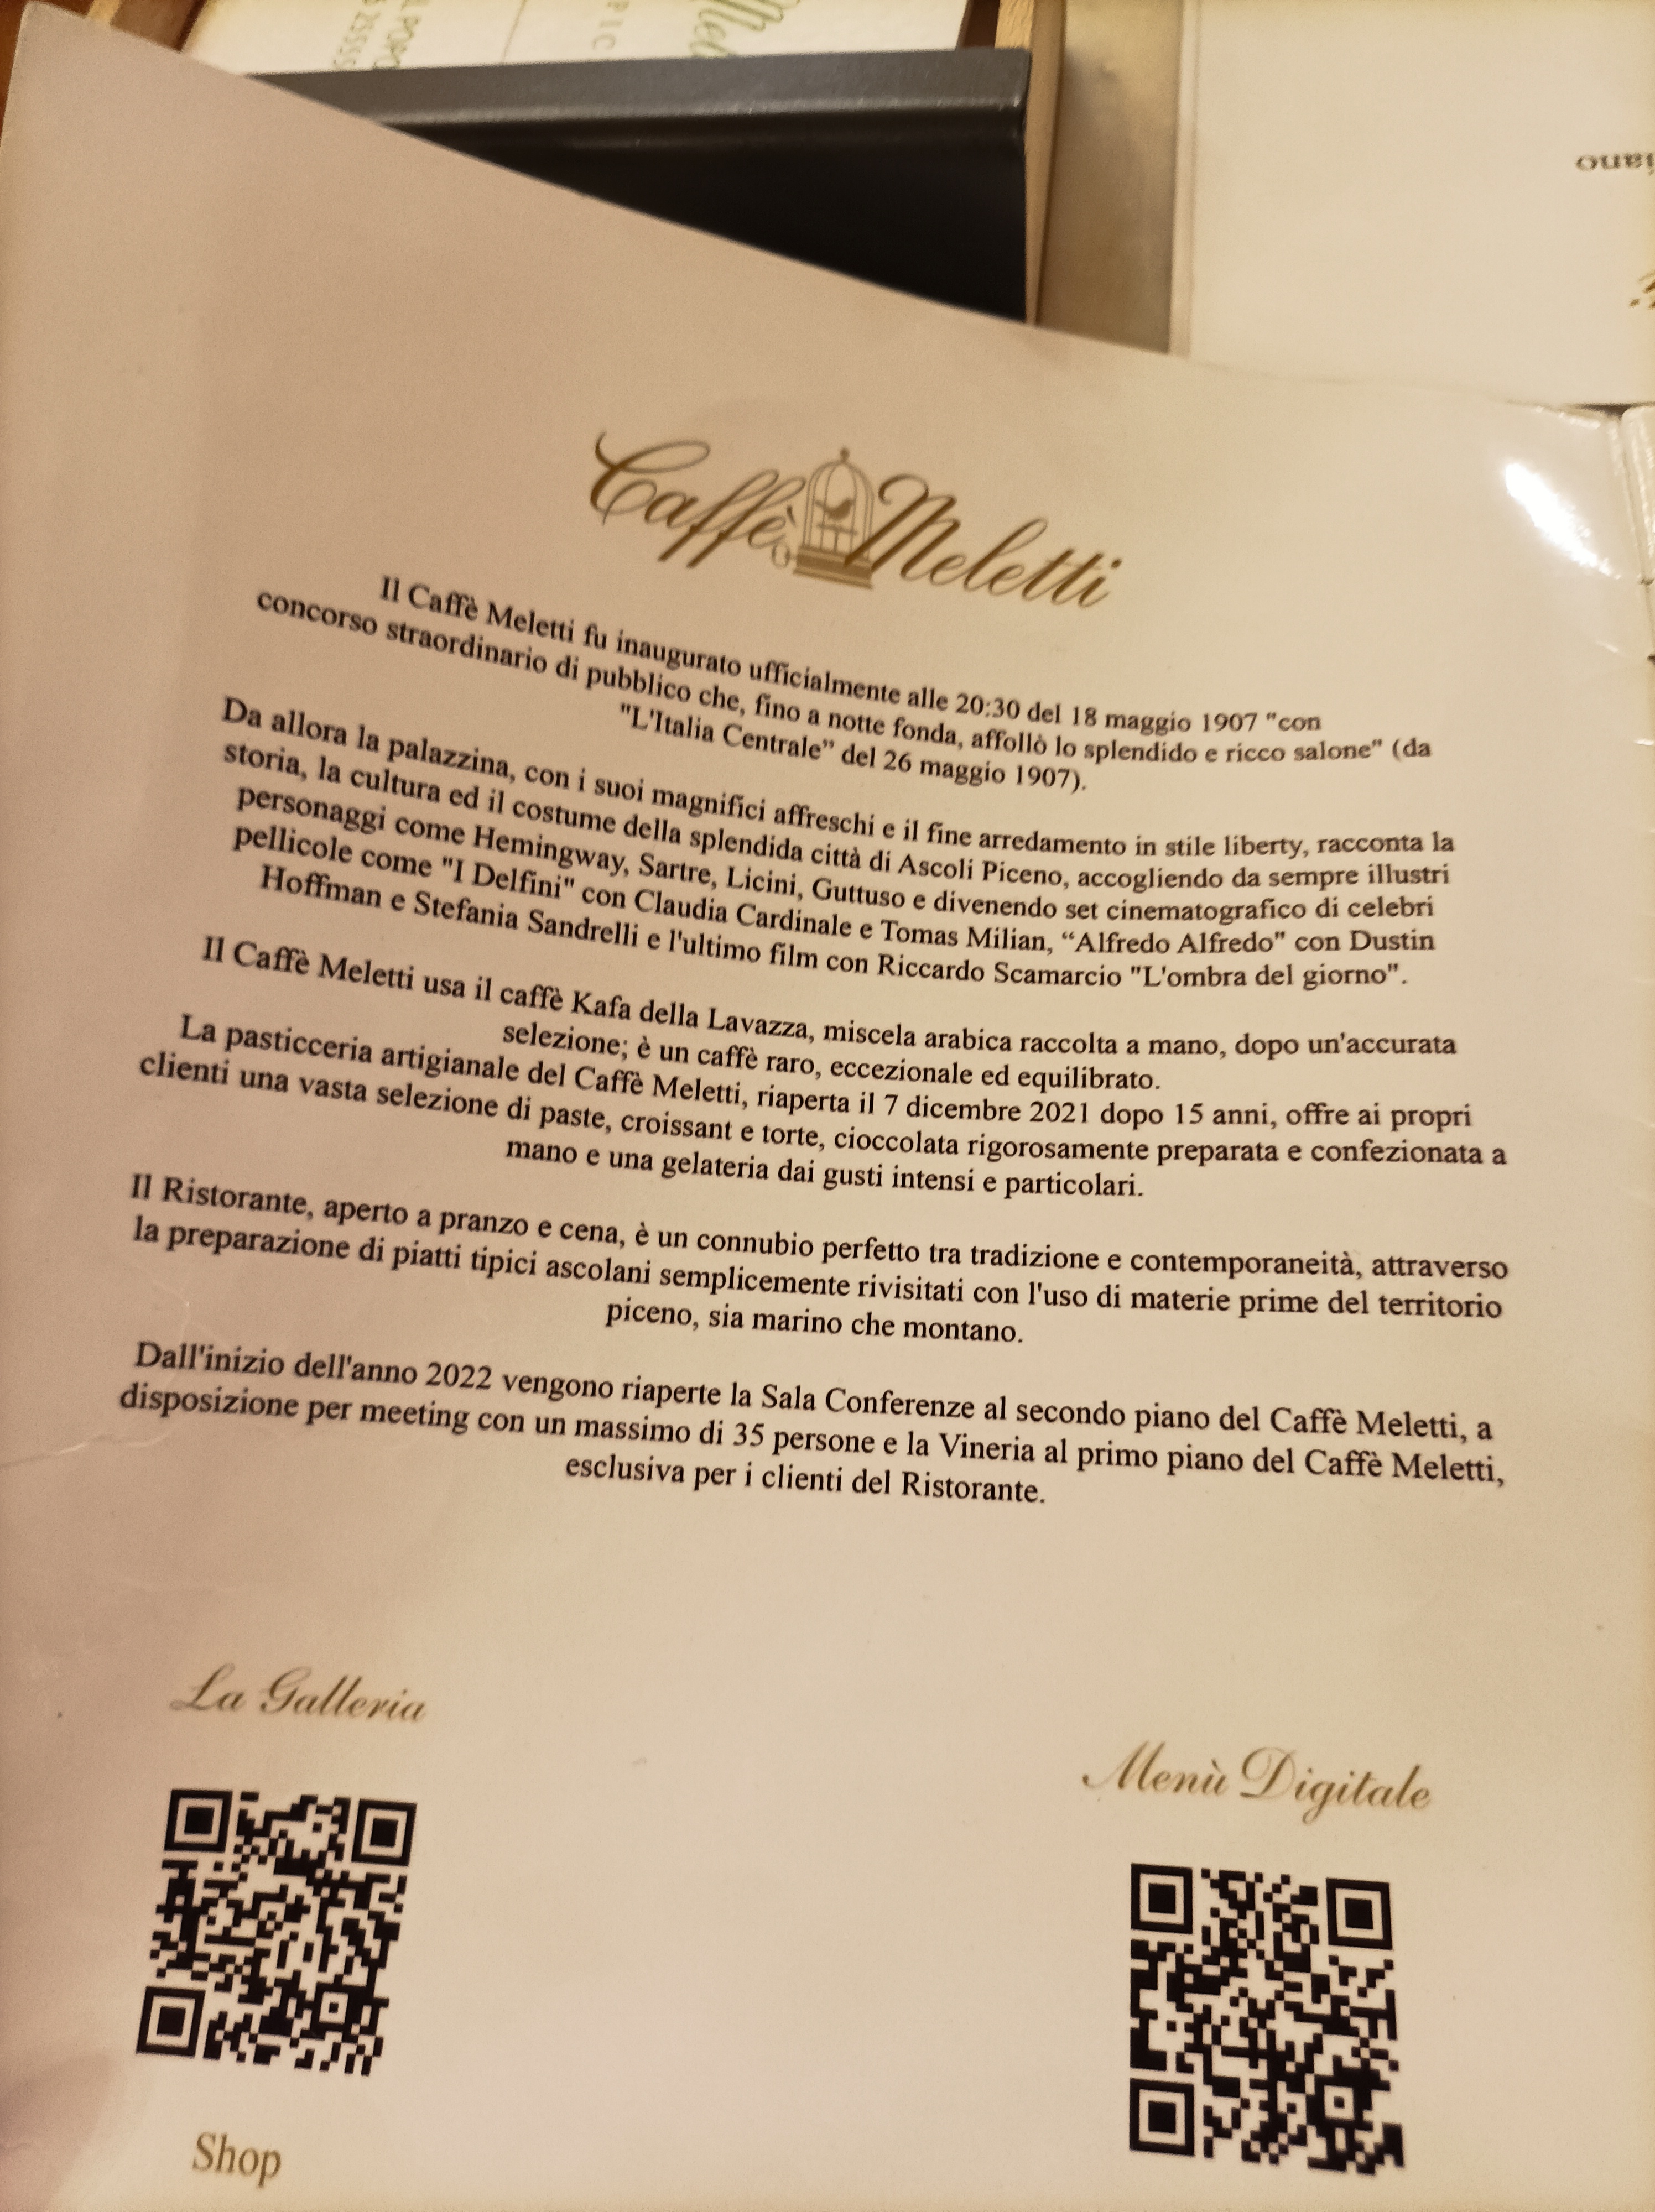 Caffè Meletti
Il Caffè Meletti fu inaugurato ufficialmente alle 20:30 del 18 maggio 1907 "con
concorso straordinario di pubblico che, fino a notte fonda, affollò lo splendido e ricco salone" (da
"L'Italia Centrale” del 26 maggio 1907).
Da allora la palazzina, con i suoi magnifici affreschi e il fine arredamento in stile liberty, racconta la
storia, la cultura ed il costume della splendida città di Ascoli Piceno, accogliendo da sempre illustri
personaggi come Hemingway, Sartre, Licini, Guttuso e divenendo set cinematografico di celebri
pellicole come "I Delfini" con Claudia Cardinale e Tomas Milian, “Alfredo Alfredo" con Dustin
Hoffman e Stefania Sandrelli e l'ultimo film con Riccardo Scamarcio "L'ombra del giorno".
Il Caffè Meletti usa il caffè Kafa della Lavazza, miscela arabica raccolta a mano, dopo un'accurata
selezione; è un caffè raro, eccezionale ed equilibrato.
La pasticceria artigianale del Caffè Meletti, riaperta il 7 dicembre 2021 dopo 15 anni, offre ai propri
clienti una vasta selezione di paste, croissant e torte, cioccolata rigorosamente preparata e confezionata a
mano e una gelateria dai gusti intensi e particolari.
Il Ristorante, aperto a pranzo e cena, è un connubio perfetto tra tradizione e contemporaneità, attraverso
la preparazione di piatti tipici ascolani semplicemente rivisitati con l'uso di materie prime del territorio
piceno, sia marino che montano.
Dall'inizio dell'anno 2022 vengono riaperte la Sala Conferenze al secondo piano del Caffè Meletti, a
disposizione per meeting con un massimo di 35 persone e la Vineria al primo piano del Caffè Meletti,
esclusiva per i clienti del Ristorante.
La Galleria
Menù Digitale
Shop